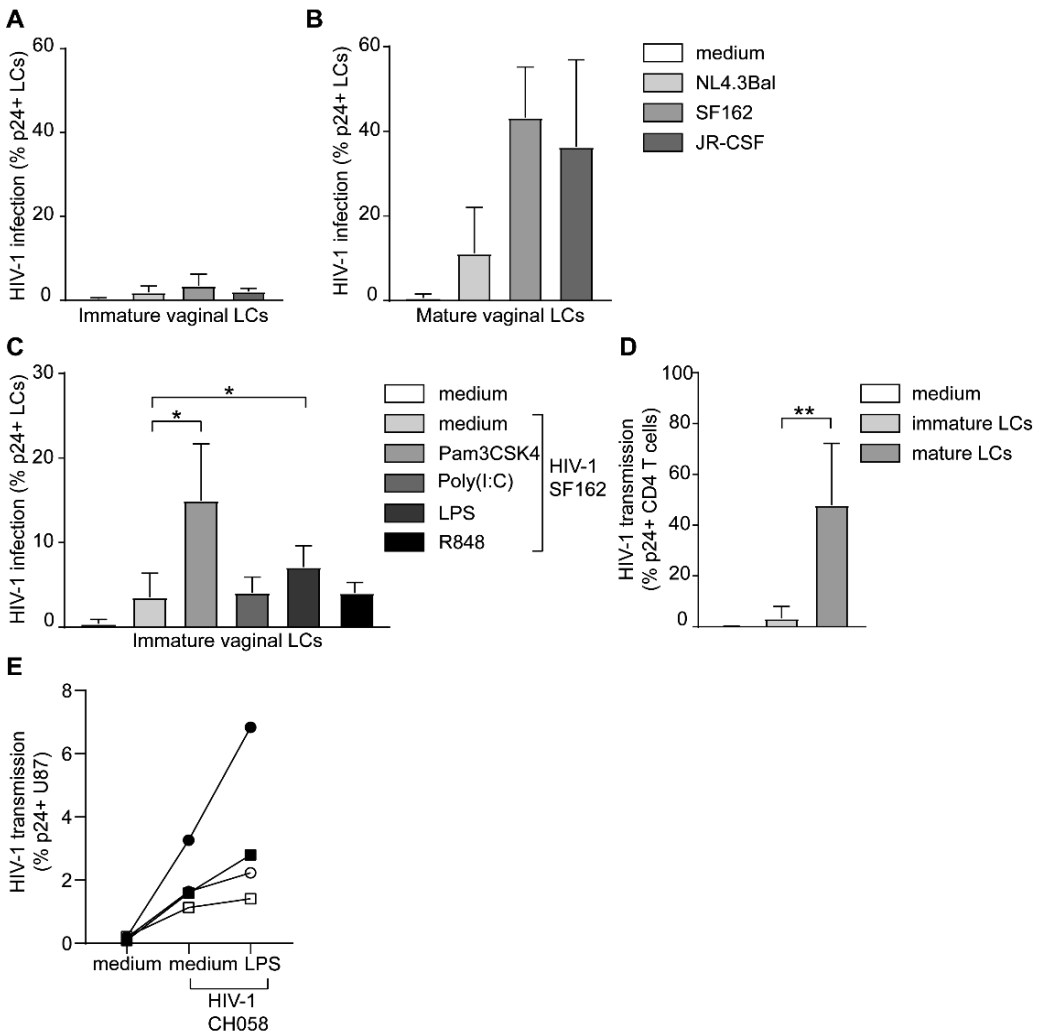 A
HIV-1 infection (% p24+ LCs)
60
40
20
0
Immature vaginal LCs
B
HIV-1 infection (% p24+ LCs)
60
40
20
0
Mature vaginal LCs
medium
NL4.3Bal
SF162
JR-CSF
C
HIV-1 infection (% p24+ LCs)
30
20
10
0
*
*
Immature vaginal LCs
medium
medium
Pam3CSK4
Poly(I:C)
LPS
R848
HIV-1
SF162
D
HIV-1 transmission
(% p24+ CD4 T cells)
100
80
60
40
20
0
**
medium
immature LCs
mature LCs
E
HIV-1 transmission
(% p24+ U87)
8
6
4
2
0
medium
medium LPS
HIV-1
CH058